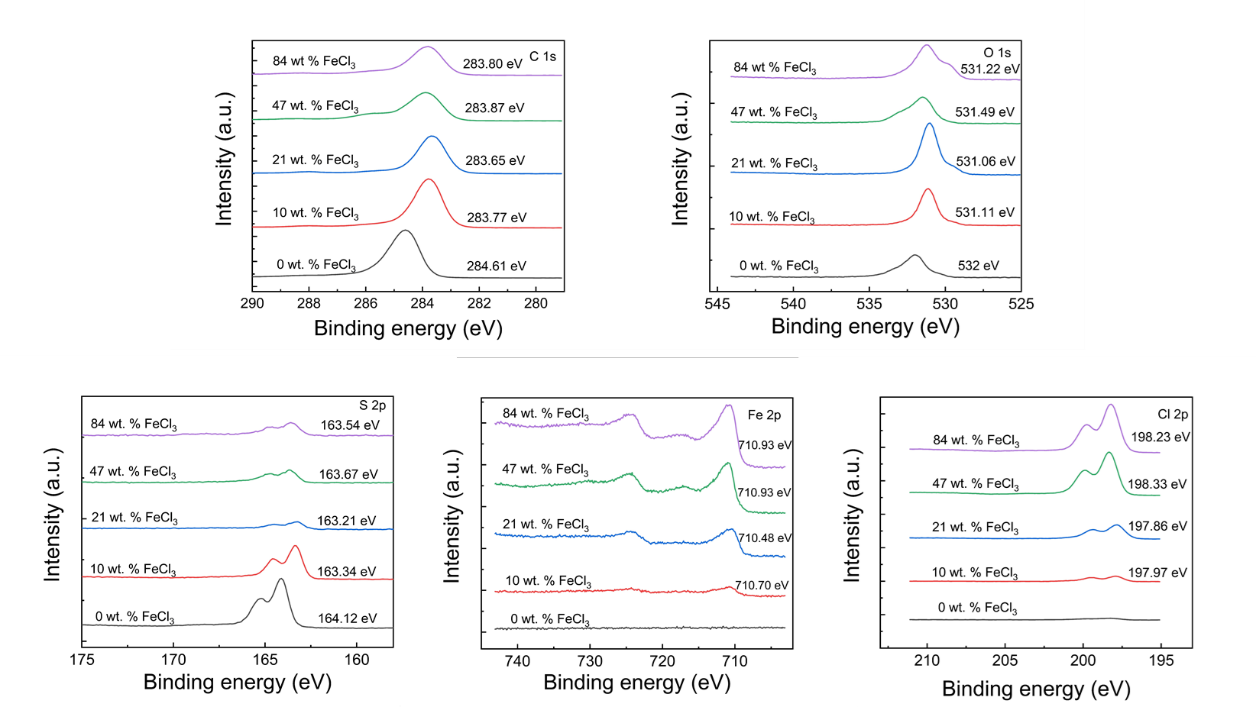 C 1s
84 wt % FeCl₃ 283.80 eV
47 wt. % FeCl₃ 283.87 eV
21 wt. % FeCl₃ 283.65 eV
10 wt. % FeCl₃ 283.77 eV
0 wt. % FeCl₃ 284.61 eV
Intensity (a.u.)
290 288 286 284 282 280
Binding energy (eV)
O 1s
84 wt. % FeCl₃ 531.22 eV
47 wt. % FeCl₃ 531.49 eV
21 wt. % FeCl₃ 531.06 eV
10 wt. % FeCl₃ 531.11 eV
0 wt. % FeCl₃ 532 eV
Intensity (a.u.)
545 540 535 530 525
Binding energy (eV)
S 2p
84 wt. % FeCl₃ 163.54 eV
47 wt. % FeCl₃ 163.67 eV
21 wt. % FeCl₃ 163.21 eV
10 wt. % FeCl₃ 163.34 eV
0 wt. % FeCl₃ 164.12 eV
Intensity (a.u.)
175 170 165 160
Binding energy (eV)
Fe 2p
84 wt. % FeCl₃ 710.93 eV
47 wt. % FeCl₃ 710.93 eV
21 wt. % FeCl₃ 710.48 eV
10 wt. % FeCl₃ 710.70 eV
0 wt. % FeCl₃
Intensity (a.u.)
740 730 720 710
Binding energy (eV)
Cl 2p
84 wt. % FeCl₃ 198.23 eV
47 wt. % FeCl₃ 198.33 eV
21 wt. % FeCl₃ 197.86 eV
10 wt. % FeCl₃ 197.97 eV
0 wt. % FeCl₃
Intensity (a.u.)
210 205 200 195
Binding energy (eV)